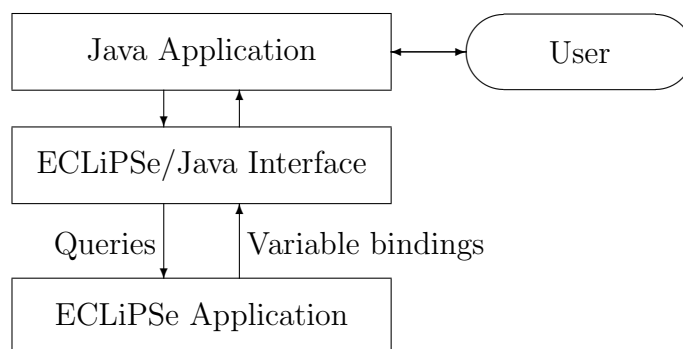 Java Application
User
ECLiPSe/Java Interface
Queries
Variable bindings
ECLiPSe Application